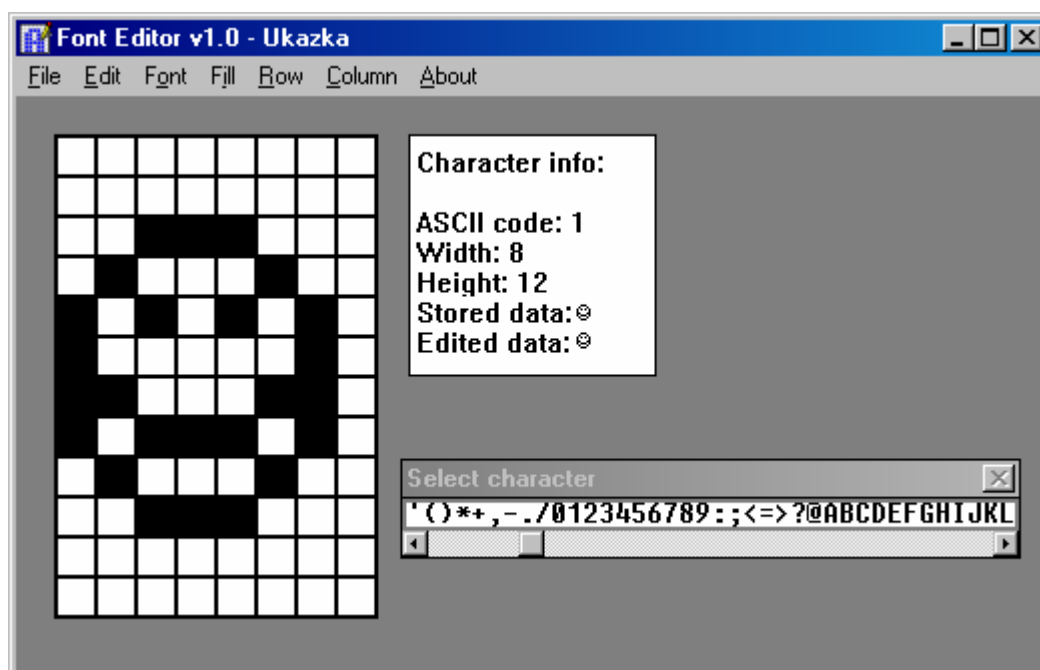 Font Editor v1.0 - Ukazka
File Edit Font Fill Row Column About
Character info:
ASCII code: 1
Width: 8
Height: 12
Stored data:☺
Edited data:☺
Select character
'()*+,-./0123456789:;<=>?@ABCDEFGHIJKL